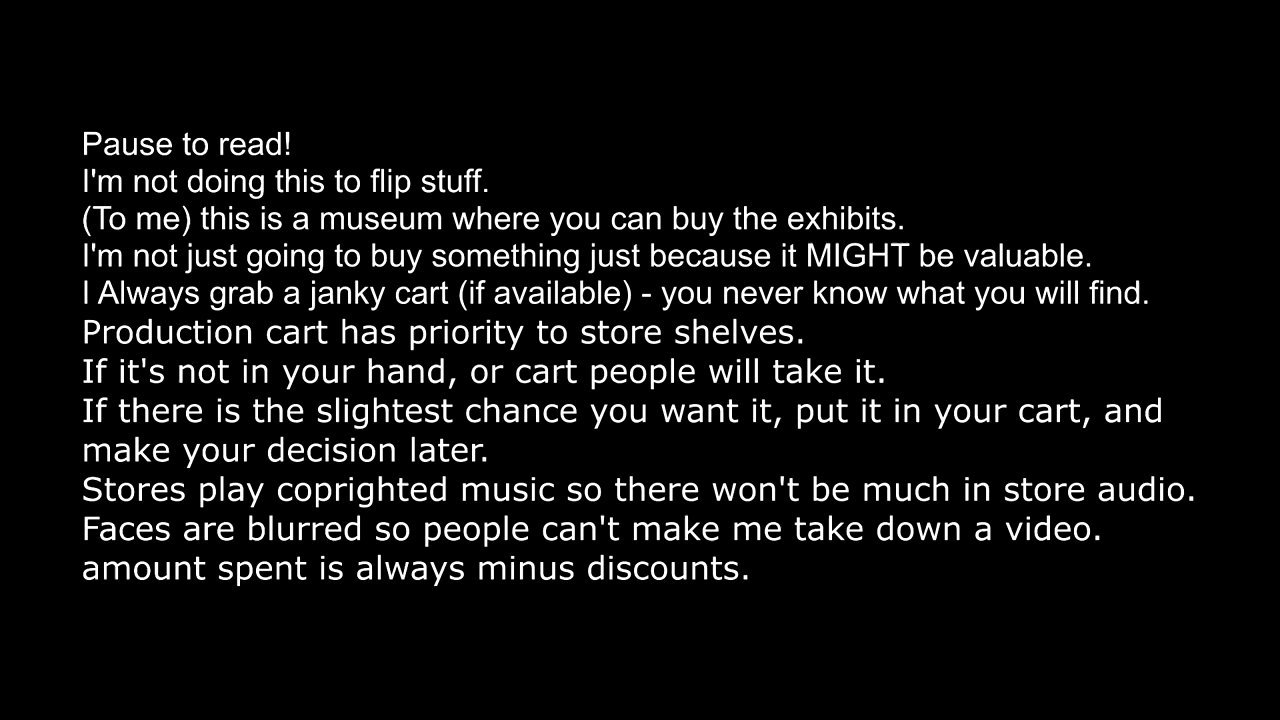 Pause to read!
I'm not doing this to flip stuff.
(To me) this is a museum where you can buy the exhibits.
I'm not just going to buy something just because it MIGHT be valuable.
I Always grab a janky cart (if available) - you never know what you will find.
Production cart has priority to store shelves.
If it's not in your hand, or cart people will take it.
If there is the slightest chance you want it, put it in your cart, and
make your decision later.
Stores play coprighted music so there won't be much in store audio.
Faces are blurred so people can't make me take down a video.
amount spent is always minus discounts.